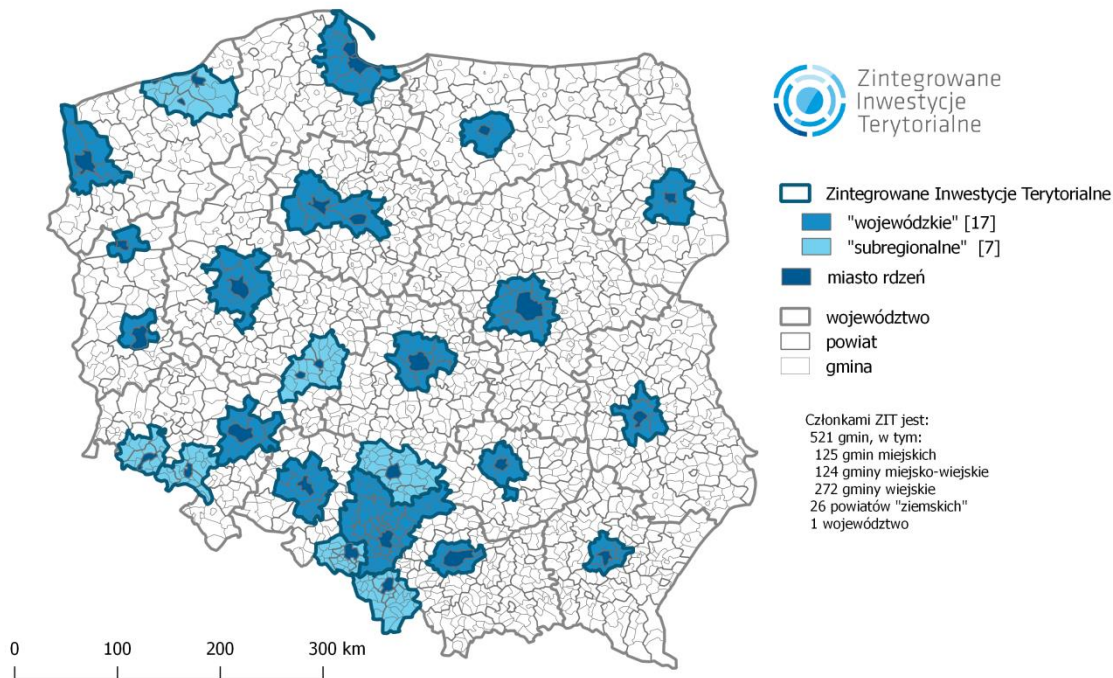 Zintegrowane
Inwestycje
Terytorialne
Zintegrowane Inwestycje Terytorialne
"wojewódzkie" [17]
"subregionalne" [7]
miasto rdzeń
województwo
powiat
gmina
Członkami ZIT jest:
521 gmin, w tym:
125 gmin miejskich
124 gminy miejsko-wiejskie
272 gminy wiejskie
26 powiatów "ziemskich"
1 województwo
0 100 200 300 km